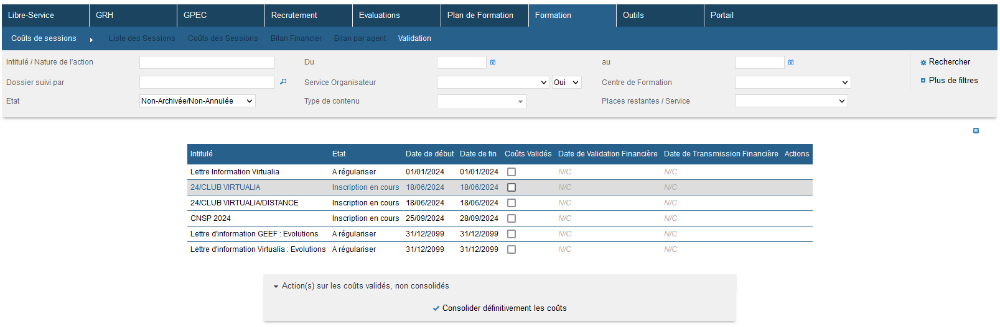 Libre-Service GRH GPEC Recrutement Evaluations Plan de Formation Formation Outils Portail
Coûts de sessions Liste des Sessions Coûts des Sessions Bilan Financier Bilan par agent Validation
Intitulé / Nature de l'action Du au Rechercher
Dossier suivi par Service Organisateur Oui Centre de Formation Plus de filtres
Etat Non-Archivée/Non-Annulée Type de contenu Places restantes / Service
Intitulé Etat Date de début Date de fin Coûts Validés Date de Validation Financière Date de Transmission Financière Actions
Lettre Information Virtualia A régulariser 01/01/2024 01/01/2024 N/C N/C
24/CLUB VIRTUALIA Inscription en cours 18/06/2024 18/06/2024 N/C N/C
24/CLUB VIRTUALIA/DISTANCE Inscription en cours 18/06/2024 18/06/2024 N/C N/C
CNSP 2024 Inscription en cours 25/09/2024 28/09/2024 N/C N/C
Lettre d'information GEEF : Evolutions A régulariser 31/12/2099 31/12/2099 N/C N/C
Lettre d'information Virtualia : Evolutions A régulariser 31/12/2099 31/12/2099 N/C N/C
Action(s) sur les coûts validés, non consolidés
Consolider définitivement les coûts